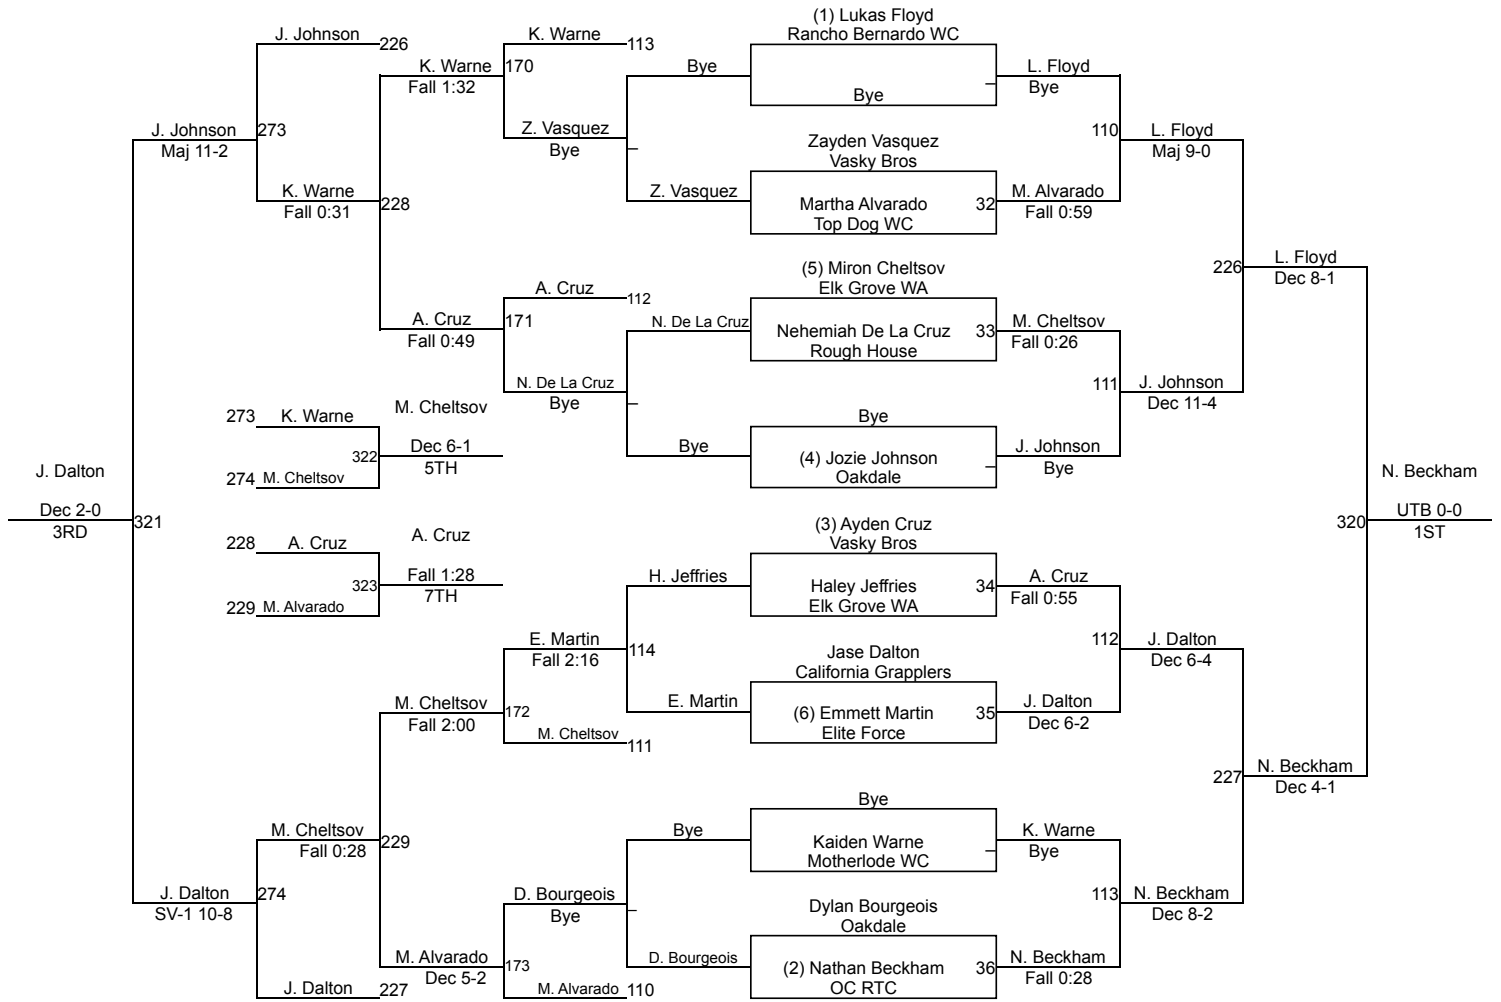 (1) Lukas Floyd
Rancho Bernardo WC
Bye
Zayden Vasquez
Vasky Bros
Martha Alvarado 32
Top Dog WC
(5) Miron Cheltsov
Elk Grove WA
Nehemiah De La Cruz 33
Rough House
Bye
(4) Jozie Johnson
Oakdale
(3) Ayden Cruz
Vasky Bros
Haley Jeffries 34
Elk Grove WA
Jase Dalton
California Grapplers
(6) Emmett Martin 35
Elite Force
Bye
Kaiden Warne
Motherlode WC
Dylan Bourgeois
Oakdale
(2) Nathan Beckham 36
OC RTC
L. Floyd
Bye
110
M. Alvarado
Fall 0:59
M. Cheltsov
Fall 0:26
111
J. Johnson
Bye
A. Cruz
Fall 0:55
112
J. Dalton
Dec 6-2
K. Warne
Bye
113
N. Beckham
Fall 0:28
L. Floyd
Maj 9-0
226
J. Johnson
Dec 11-4
J. Dalton
Dec 6-4
227
N. Beckham
Dec 8-2
L. Floyd
Dec 8-1
320
N. Beckham
Dec 4-1
N. Beckham
UTB 0-0
1ST
Bye
Z. Vasquez
N. De La Cruz
Bye
H. Jeffries
114
E. Martin
Bye
D. Bourgeois
K. Warne 113
170
Z. Vasquez
Bye
A. Cruz 112
171
N. De La Cruz
Bye
E. Martin
Fall 2:16
172
M. Cheltsov 111
D. Bourgeois
Bye
173
M. Alvarado 110
K. Warne
Fall 1:32
228
A. Cruz
Fall 0:49
M. Cheltsov
Fall 2:00
229
M. Alvarado
Dec 5-2
J. Johnson 226
273
K. Warne
Fall 0:31
M. Cheltsov
Fall 0:28
274
J. Dalton 227
J. Johnson
Maj 11-2
321
J. Dalton
SV-1 10-8
J. Dalton
Dec 2-0
3RD
273 K. Warne
322
274 M. Cheltsov
M. Cheltsov
Dec 6-1
5TH
228 A. Cruz
323
229 M. Alvarado
A. Cruz
Fall 1:28
7TH